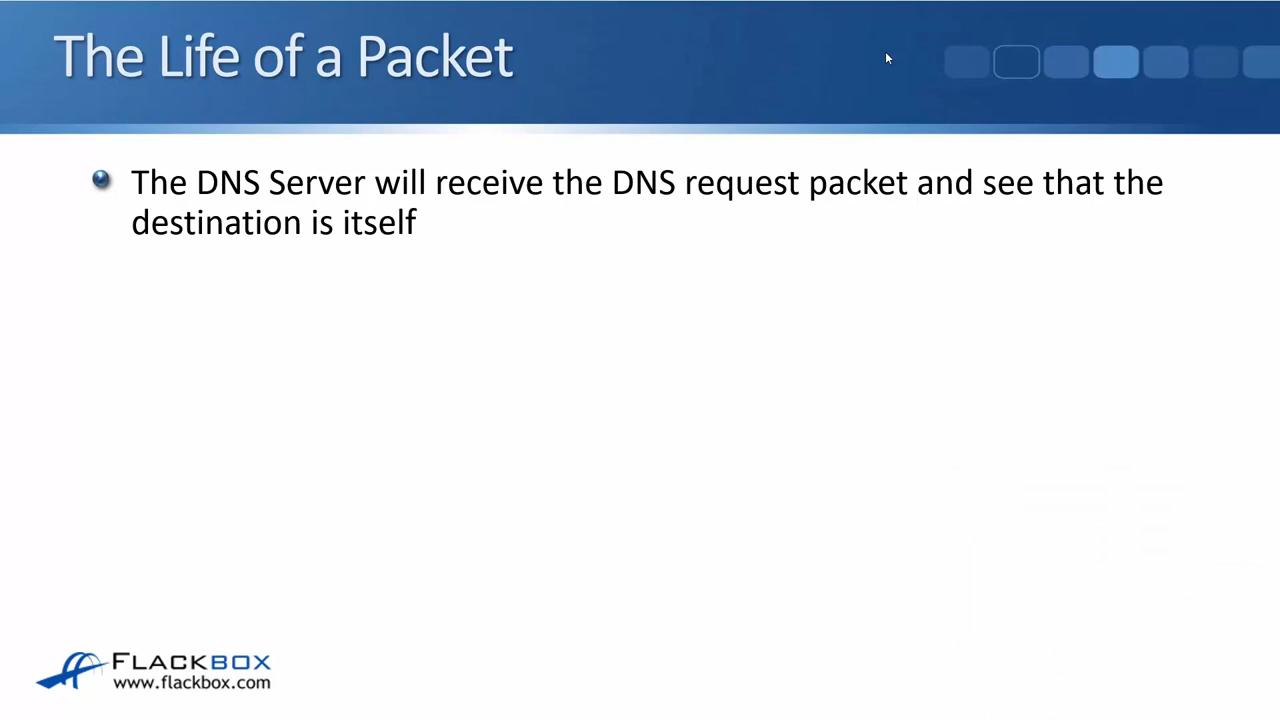 The Life of a Packet
The DNS Server will receive the DNS request packet and see that the
destination is itself
FLACKBOX
www.flackbox.com